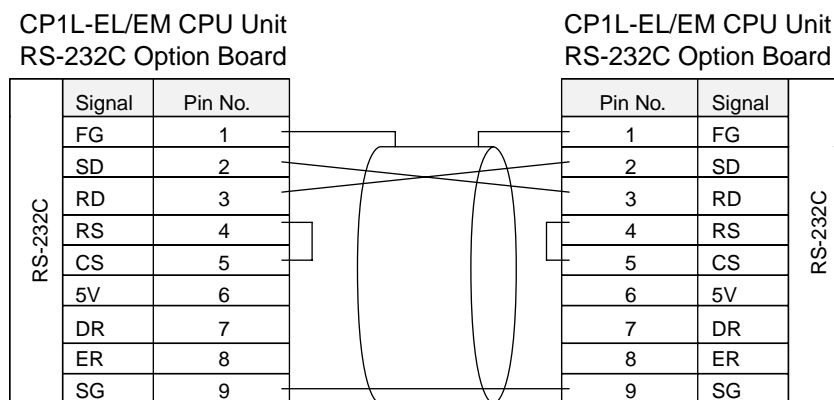 CP1L-EL/EM CPU Unit
RS-232C Option Board
CP1L-EL/EM CPU Unit
RS-232C Option Board
Signal Pin No. Pin No. Signal
FG 1 1 FG
SD 2 2 SD
RD 3 3 RD
RS 4 4 RS
CS 5 5 CS
5V 6 6 5V
DR 7 7 DR
ER 8 8 ER
SG 9 9 SG
RS-232C
RS-232C